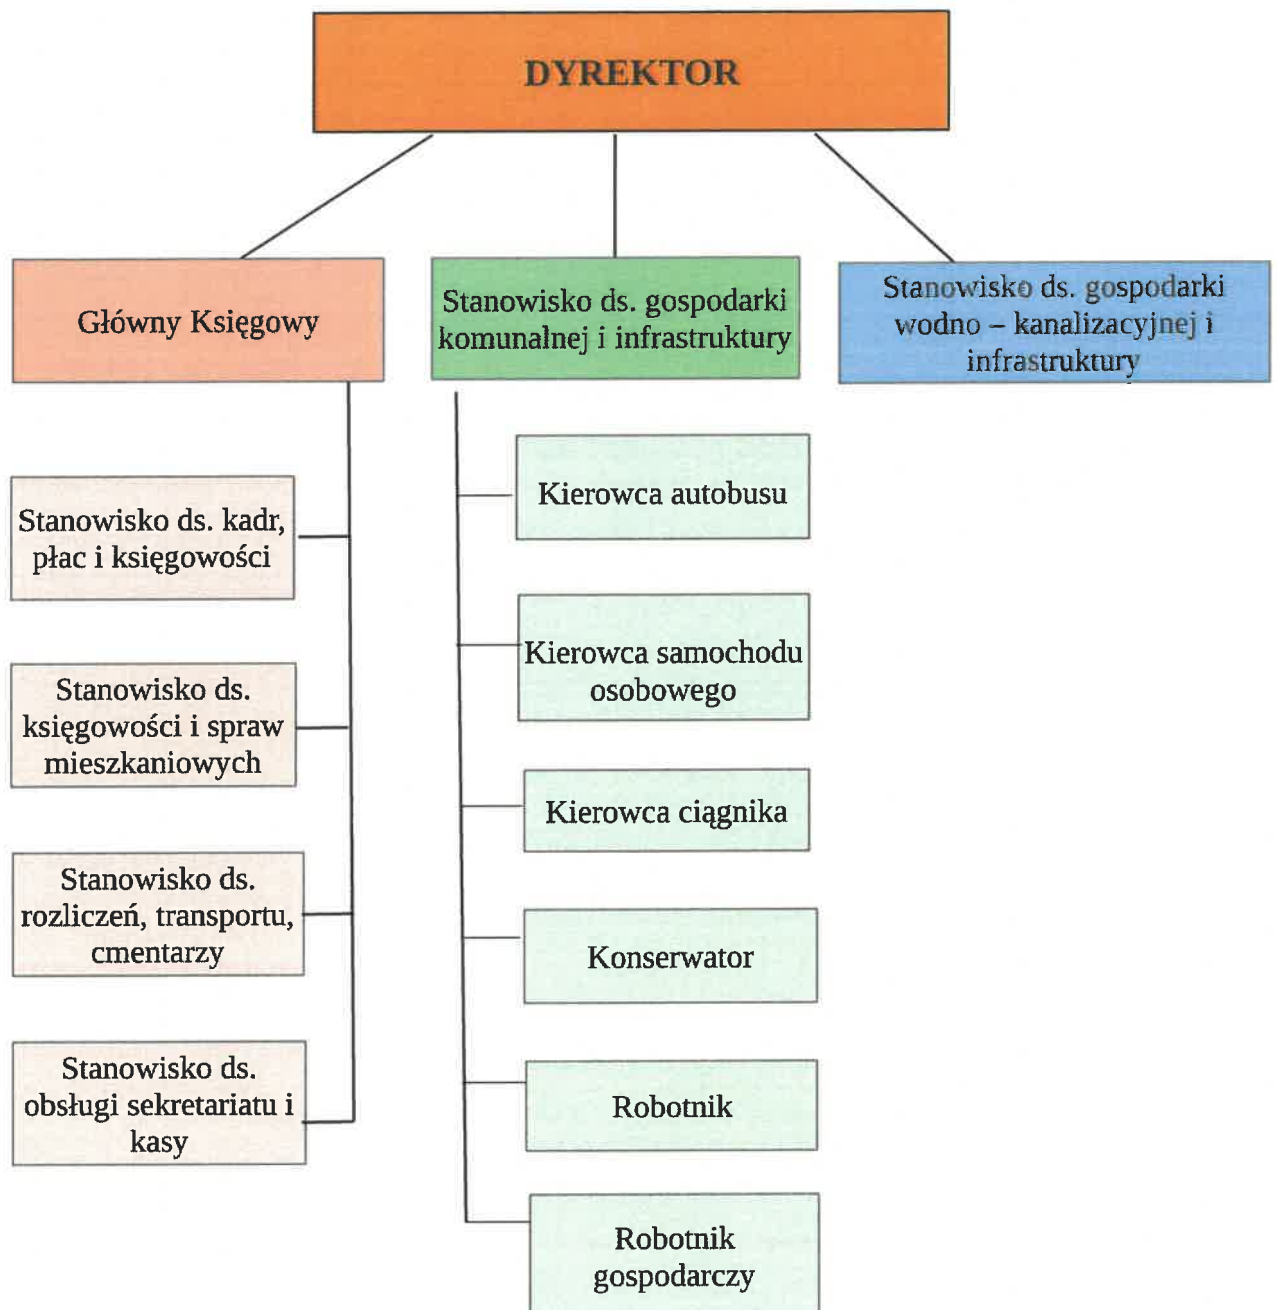 DYREKTOR
Główny Księgowy
Stanowisko ds. gospodarki
komunalnej i infrastruktury
Stanowisko ds. gospodarki
wodno – kanalizacyjnej i
infrastruktury
Stanowisko ds. kadr,
płac i księgowości
Stanowisko ds.
księgowości i spraw
mieszkaniowych
Stanowisko ds.
rozliczeń, transportu,
cmentarzy
Stanowisko ds.
obsługi sekretariatu i
kasy
Kierowca autobusu
Kierowca samochodu
osobowego
Kierowca ciągnika
Konserwator
Robotnik
Robotnik
gospodarczy